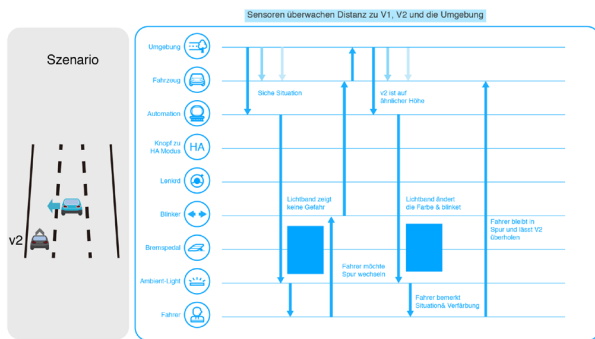 Sensoren überwachen Distanz zu V1, V2 und die Umgebung
Szenario
v2
Umgebung
Fahrzeug
Automation
Knopf zu
HA Modus
HA
Lenkrd
Blinker
Bremspedal
Ambient-Light
Fahrer
Siche Situation
v2 ist auf
ähnlicher Höhe
Lichtband zeigt
keine Gefahr
Lichtband ändert
die Farbe & blinket
Fahrer möchte
Spur wechseln
Fahrer bleibt in
Spur und lässt V2
überholen
Fahrer bemerkt
Situation& Verfärbung